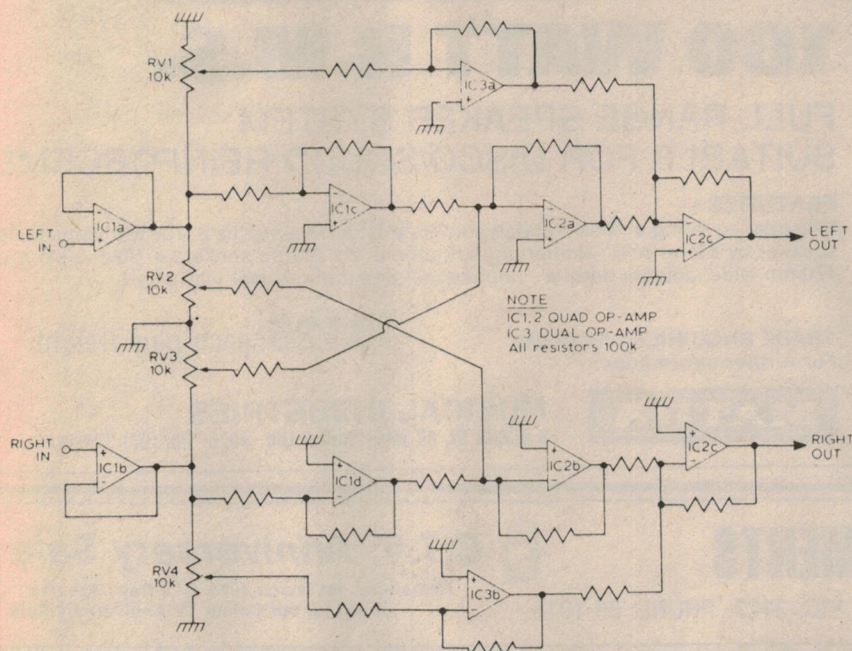 RV1
10k
IC3a
IC1c
IC2a
IC1a
LEFT
IN
IC2c
LEFT
OUT
RV2
10k
NOTE
IC1,2 QUAD OP-AMP
IC3 DUAL OP-AMP
All resistors 100k
RV3
10k
RIGHT
IN
IC1b
IC1d
IC2b
IC2c
RIGHT
OUT
RV4
10k
IC3b